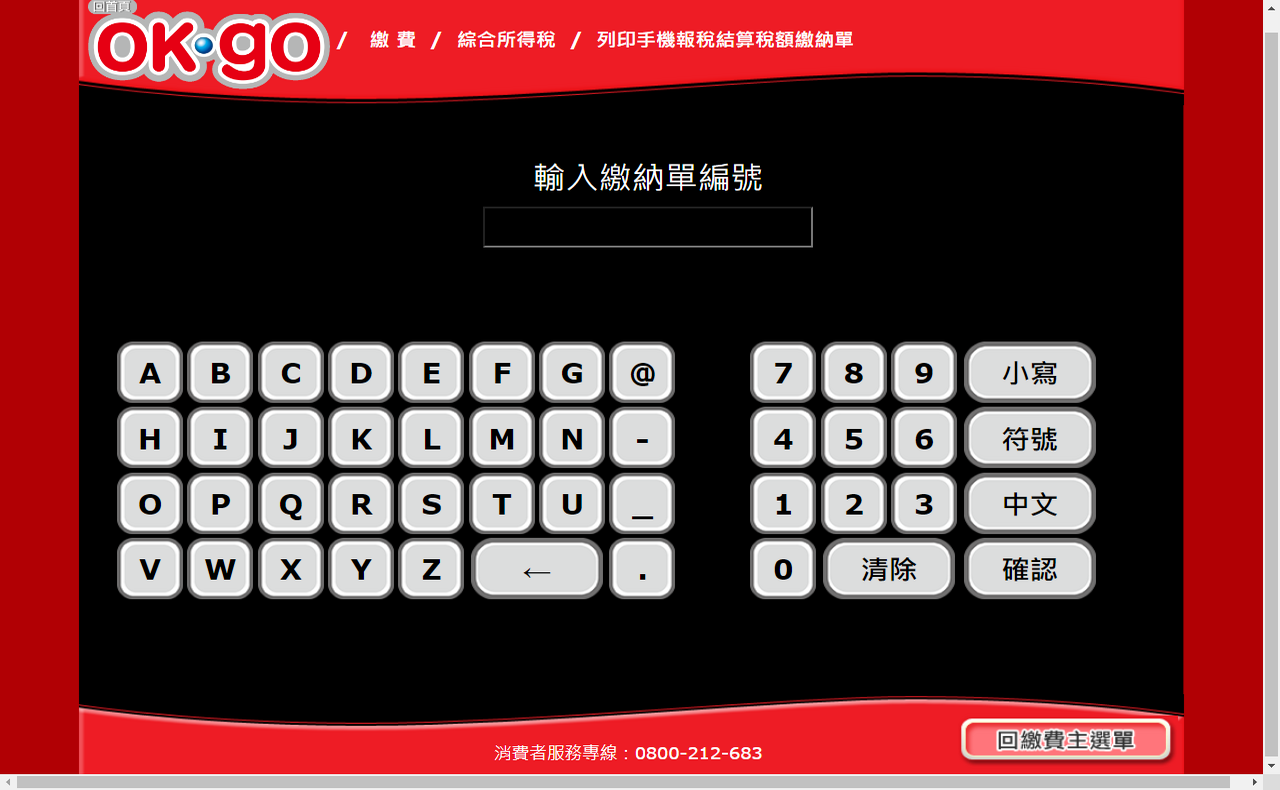 回首頁
OK·go / 繳 費 / 綜合所得稅 / 列印手機報稅結算稅額繳納單
輸入繳納單編號
A B C D E F G @ 7 8 9 小寫
H I J K L M N - 4 5 6 符號
O P Q R S T U _ 1 2 3 中文
V W X Y Z ← . 0 清除 確認
回繳費主選單
消費者服務專線：0800-212-683